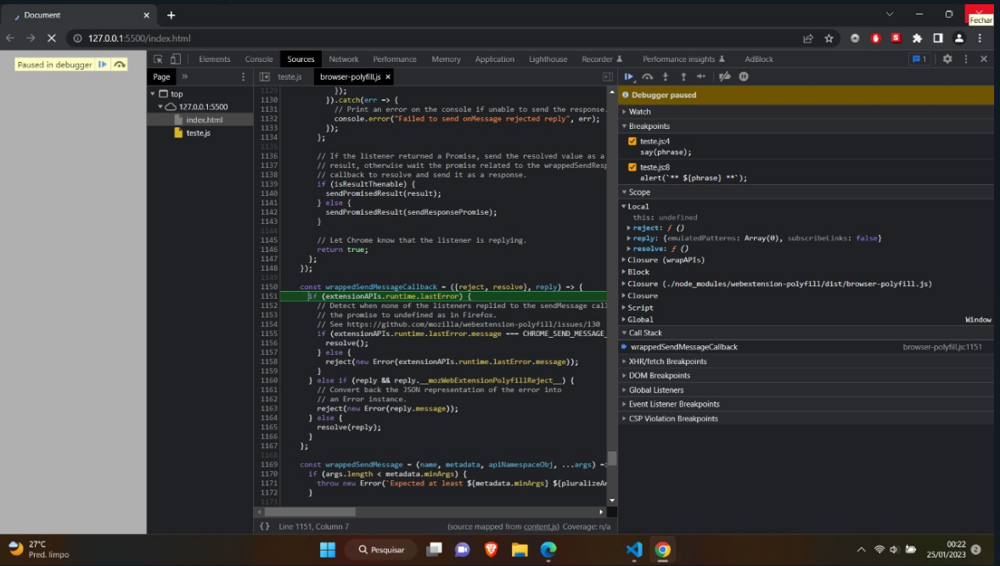 Document
Fechar
127.0.0.1:5500/index.html
Paused in debugger
Elements Console Sources Network Performance Memory Application Lighthouse Recorder Performance insights AdBlock 1
Page »
teste.js browser-polyfill.js
top
127.0.0.1:5500
index.html
teste.js
1129 });
1130 }).catch(err => {
1131 // Print an error on the console if unable to send the response.
1132 console.error("Failed to send onMessage rejected reply", err);
1133 });
1134 };
1135
1136 // If the listener returned a Promise, send the resolved value as a
1137 // result, otherwise wait the promise related to the wrappedSendResp
1138 // callback to resolve and send it as a response.
1139 if (isResultThenable) {
1140 sendPromisedResult(result);
1141 } else {
1142 sendPromisedResult(sendResponsePromise);
1143 }
1144
1145 // Let Chrome know that the listener is replying.
1146 return true;
1147 };
1148 });
1149
1150 const wrappedSendMessageCallback = ({reject, resolve}, reply) => {
1151 if (extensionAPIs.runtime.lastError) {
1152 // Detect when none of the listeners replied to the sendMessage call
1153 // the promise to undefined as in Firefox.
1154 // See https://github.com/mozilla/webextension-polyfill/issues/130
1155 if (extensionAPIs.runtime.lastError.message === CHROME_SEND_MESSAGE_
1156 resolve();
1157 } else {
1158 reject(new Error(extensionAPIs.runtime.lastError.message));
1159 }
1160 } else if (reply && reply.__mozWebExtensionPolyfillReject__) {
1161 // Convert back the JSON representation of the error into
1162 // an Error instance.
1163 reject(new Error(reply.message));
1164 } else {
1165 resolve(reply);
1166 }
1167 };
1168
1169 const wrappedSendMessage = (name, metadata, apiNamespaceObj, ...args) =>
1170 if (args.length < metadata.minArgs) {
1171 throw new Error(`Expected at least ${metadata.minArgs} ${pluralizeAr
1172 }
1173
{} Line 1151, Column 7 (source mapped from content.js) Coverage: n/a
Debugger paused
Watch
Breakpoints
teste.js:4
say(phrase);
teste.js:8
alert(`** ${phrase} **`);
Scope
Local
this: undefined
reject: ƒ ()
reply: {emulatedPatterns: Array(0), subscribeLinks: false}
resolve: ƒ ()
Closure (wrapAPIs)
Block
Closure (./node_modules/webextension-polyfill/dist/browser-polyfill.js)
Closure
Script
Global Window
Call Stack
wrappedSendMessageCallback browser-polyfill.js:1151
XHR/fetch Breakpoints
DOM Breakpoints
Global Listeners
Event Listener Breakpoints
CSP Violation Breakpoints
27°C
Pred. limpo
Pesquisar
00:22
25/01/2023
2